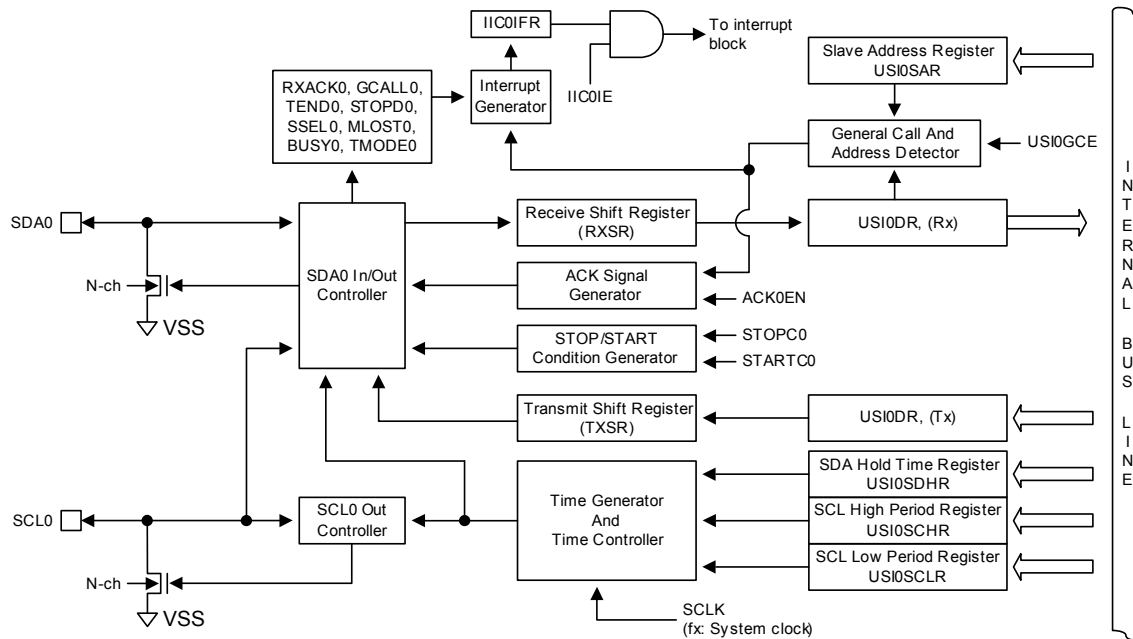 IIC0IFR
To interrupt
block
IIC0IE
Slave Address Register
USI0SAR
RXACK0, GCALL0,
TEND0, STOPD0,
SSEL0, MLOST0,
BUSY0, TMODE0
Interrupt
Generator
General Call And
Address Detector
USI0GCE
SDA0
SDA0 In/Out
Controller
Receive Shift Register
(RXSR)
USI0DR, (Rx)
N-ch
VSS
ACK Signal
Generator
ACK0EN
STOP/START
Condition Generator
STOPC0
STARTC0
Transmit Shift Register
(TXSR)
USI0DR, (Tx)
SCL0
SCL0 Out
Controller
Time Generator
And
Time Controller
SDA Hold Time Register
USI0SDHR
SCL High Period Register
USI0SCHR
SCL Low Period Register
USI0SCLR
N-ch
VSS
SCLK
(fx: System clock)
INTERNAL BUS LINE